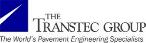 THE
TRANSTEC GROUP
The World's Pavement Engineering Specialists